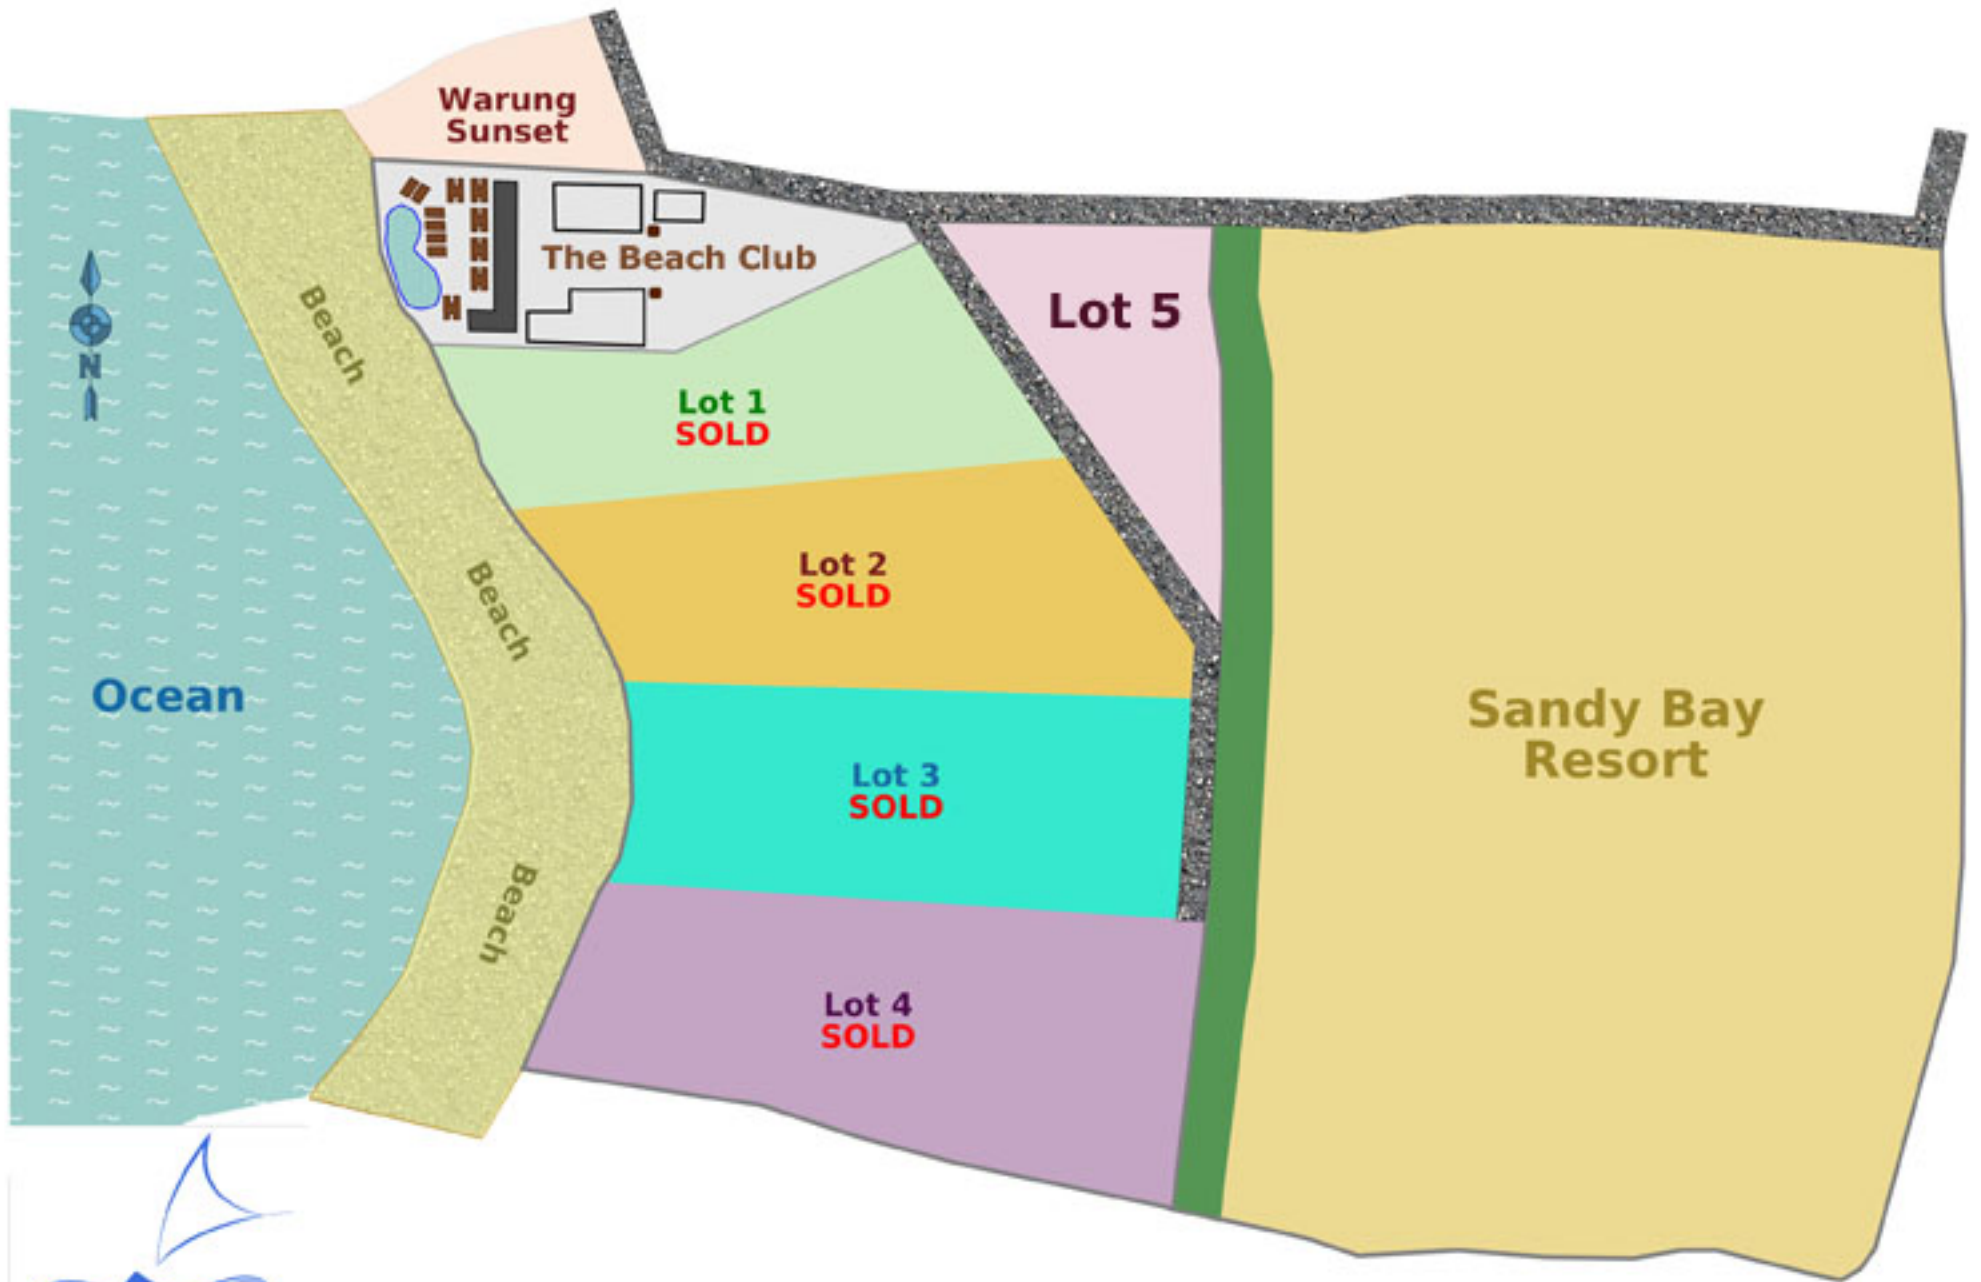 Warung
Sunset
The Beach Club
Beach
N
Lot 5
Lot 1
SOLD
Lot 2
SOLD
Beach
Ocean
Sandy Bay
Resort
Lot 3
SOLD
Beach
Lot 4
SOLD